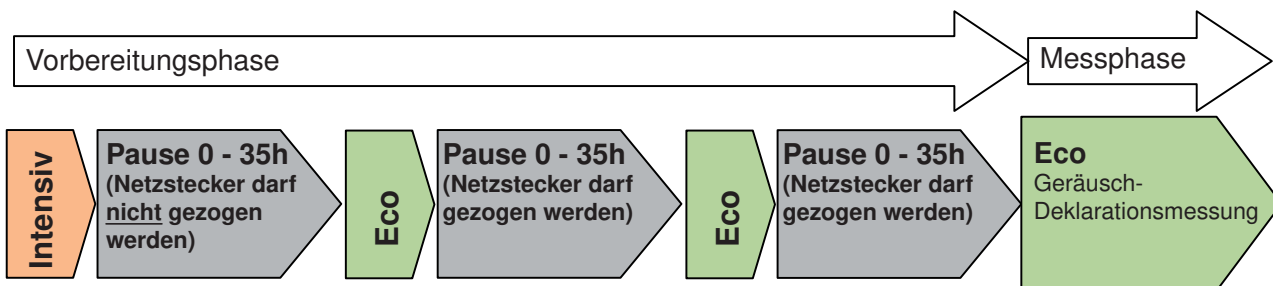 Vorbereitungsphase
Messphase
Intensiv
Pause 0 - 35h
(Netzstecker darf
nicht gezogen
werden)
Eco
Pause 0 - 35h
(Netzstecker darf
gezogen werden)
Eco
Pause 0 - 35h
(Netzstecker darf
gezogen werden)
Eco
Geräusch-
Deklarationsmessung